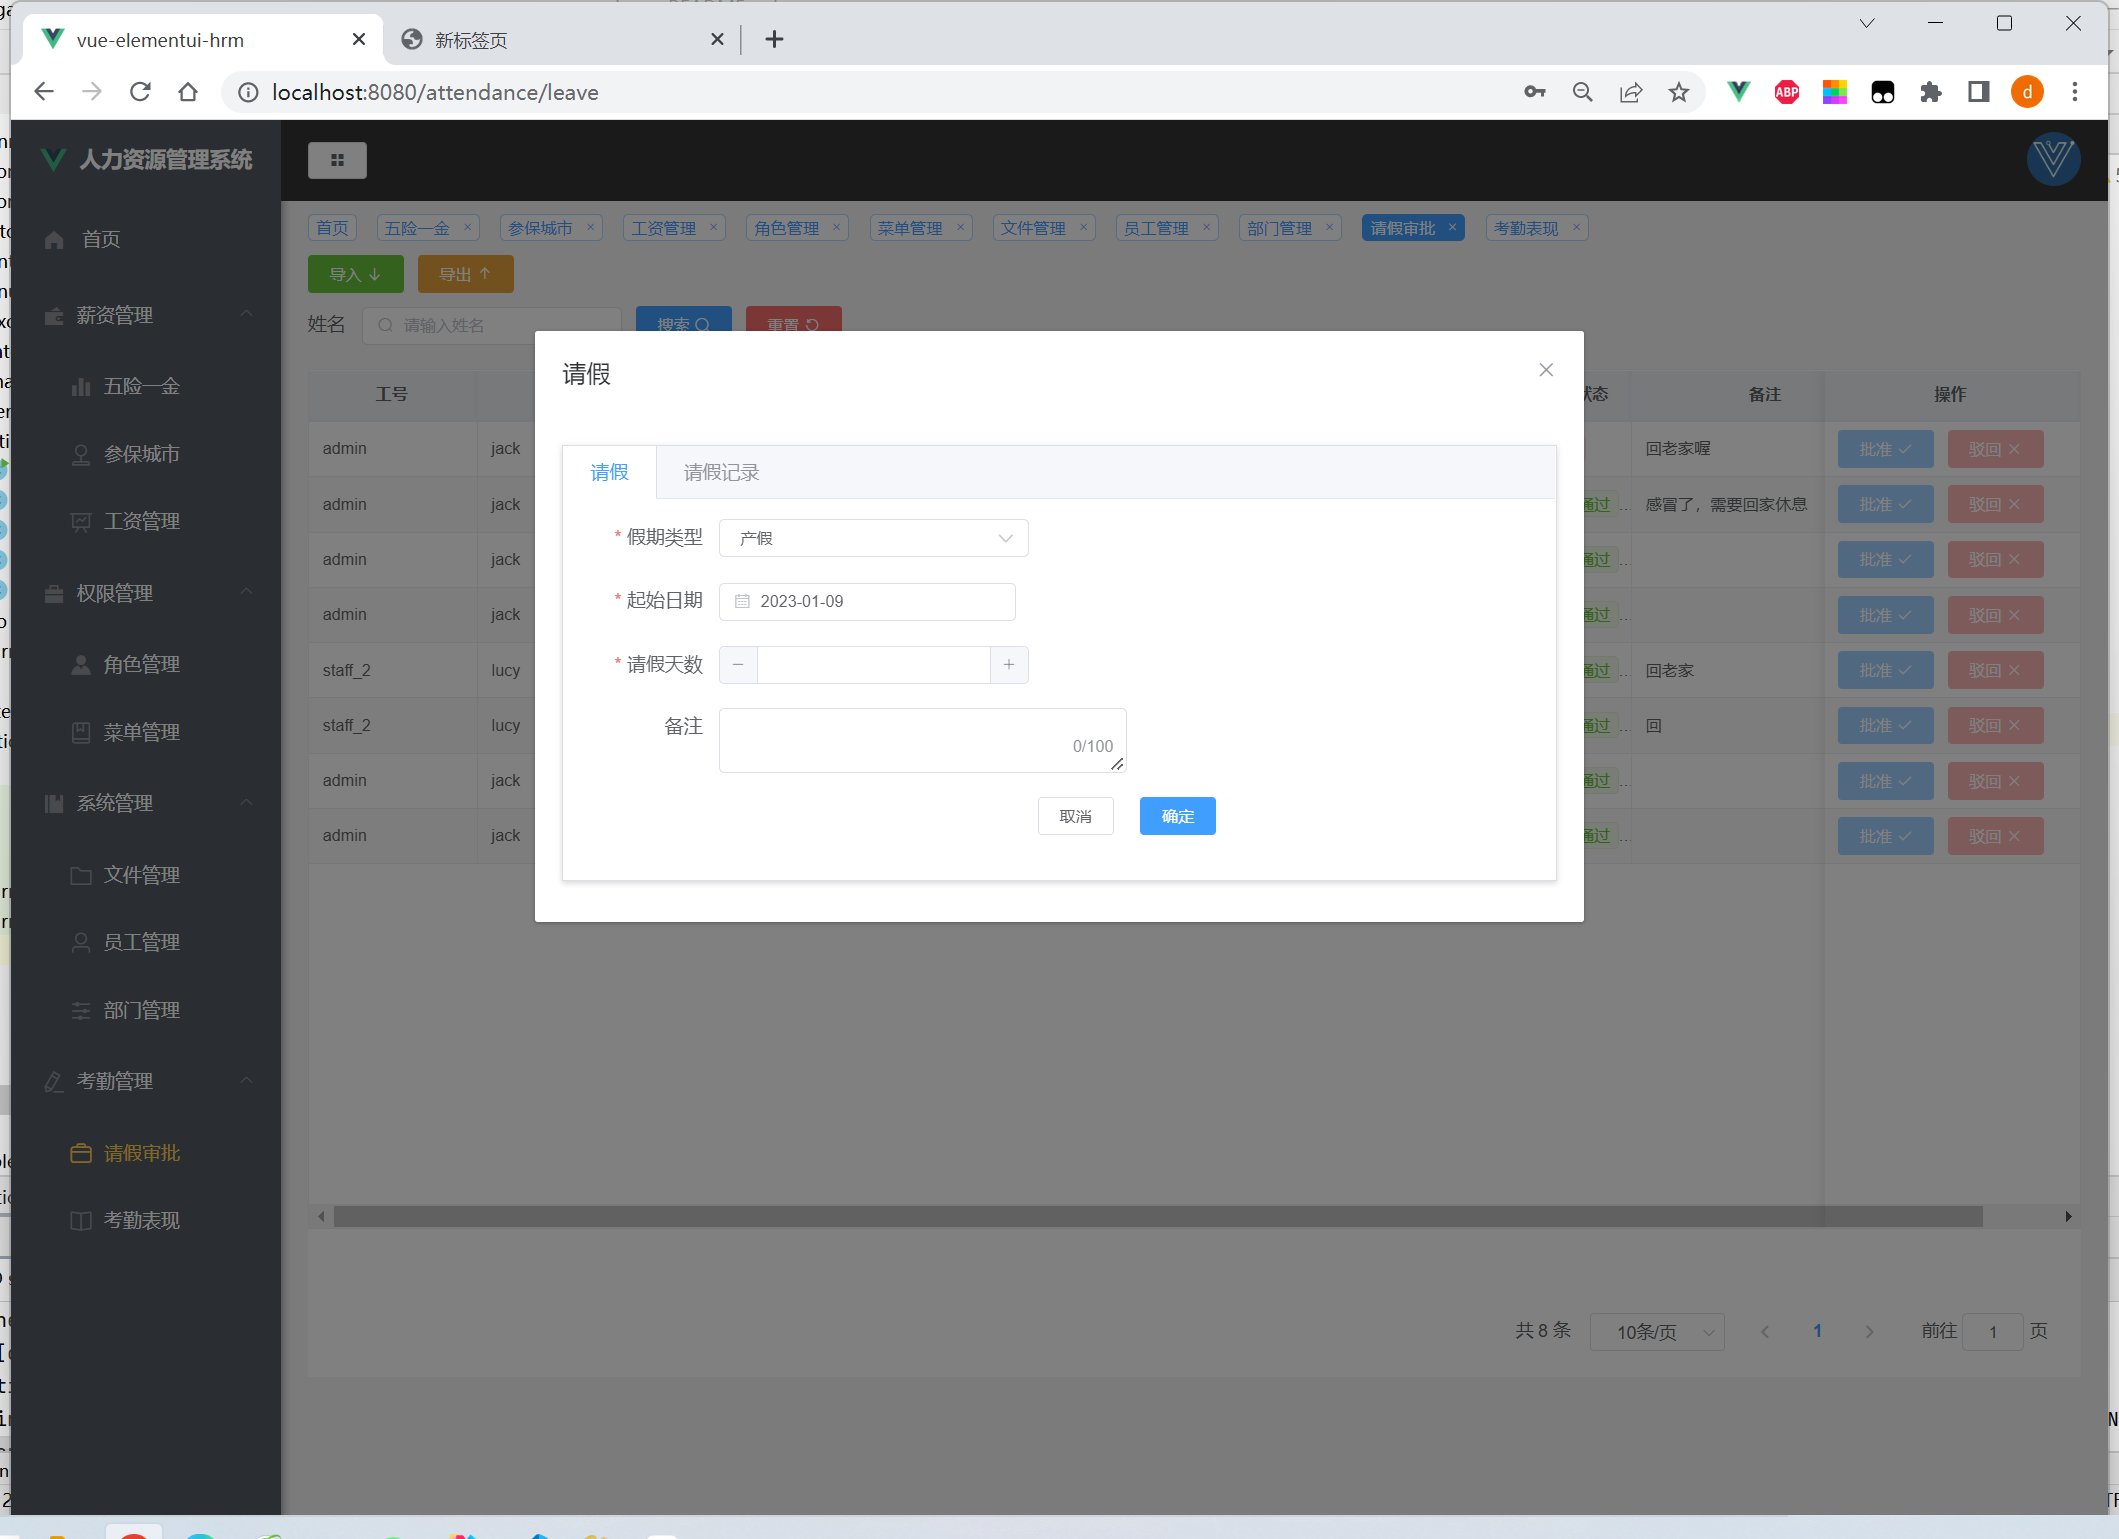 vue-elementui-hrm
新标签页
localhost:8080/attendance/leave
ABP
d
人力资源管理系统
首页
薪资管理
五险一金
参保城市
工资管理
权限管理
角色管理
菜单管理
系统管理
文件管理
员工管理
部门管理
考勤管理
请假审批
考勤表现
首页 五险一金 参保城市 工资管理 角色管理 菜单管理 文件管理 员工管理 部门管理 请假审批 考勤表现
导入 导出
姓名 请输入姓名 搜索 重置
工号 状态 备注 操作
admin jack 回老家喔 批准 驳回
admin jack 通过 ... 感冒了，需要回家休息 批准 驳回
admin jack 通过 ... 批准 驳回
admin jack 通过 ... 批准 驳回
staff_2 lucy 通过 ... 回老家 批准 驳回
staff_2 lucy 通过 ... 回 批准 驳回
admin jack 通过 ... 批准 驳回
admin jack 通过 ... 批准 驳回
请假
请假 请假记录
* 假期类型 产假
* 起始日期 2023-01-09
* 请假天数
备注
0/100
取消 确定
共 8 条 10条/页 1 前往 1 页